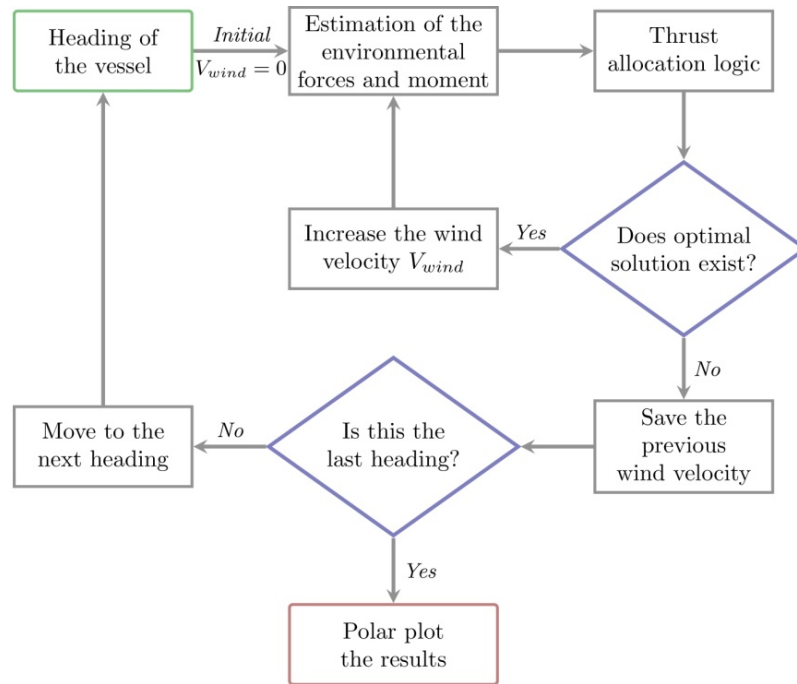 Heading of
the vessel
Initial
V_wind = 0
Estimation of the
environmental
forces and moment
Thrust
allocation logic
Does optimal
solution exist?
Yes
Increase the wind
velocity V_wind
No
Save the
previous
wind velocity
Is this the
last heading?
No
Move to the
next heading
Yes
Polar plot
the results